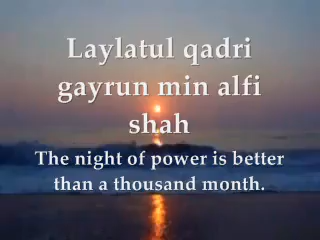 Laylatul qadri
gayrun min alfi
shah
The night of power is better
than a thousand month.